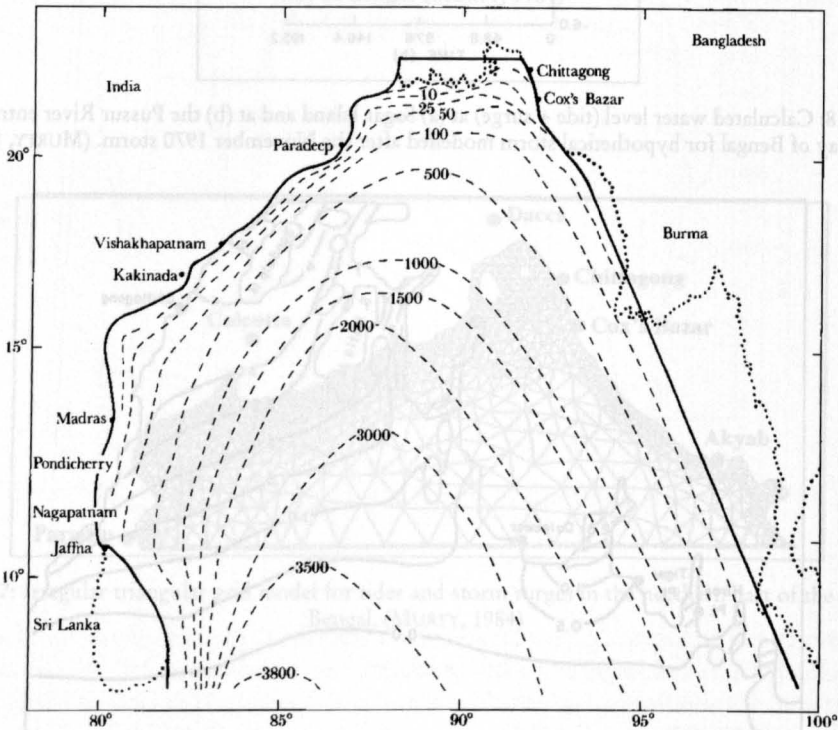 Bangladesh
India
Chittagong
10
Cox's Bazar
25
50
Paradeep
100
20°
500
Burma
Vishakhapatnam
1000
Kakinada
1500
2000
15°
Madras
3000
Pondicherry
Nagapatnam
Jaffna
3500
10°
Sri Lanka
3800
80°
85°
90°
95°
100°